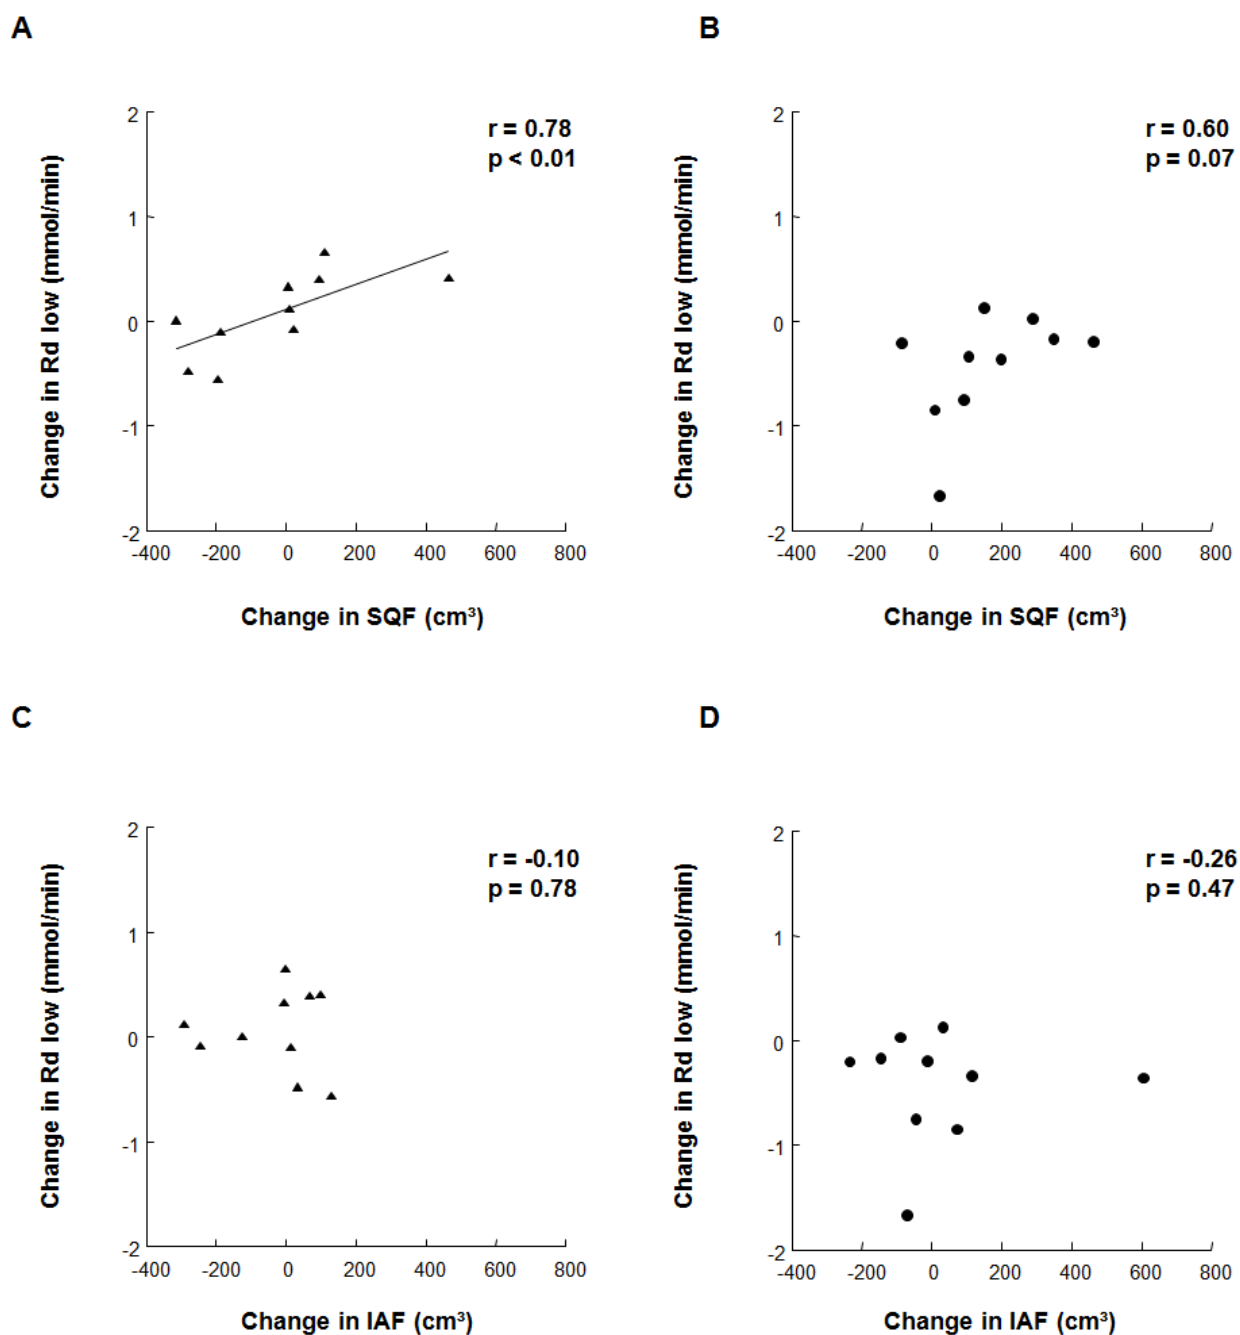 A
B
Change in Rd low (mmol/min)
2
1
0
-1
-2
-400
-200
0
200
400
600
800
r = 0.78
p < 0.01
Change in SQF (cm³)
Change in Rd low (mmol/min)
2
1
0
-1
-2
-400
-200
0
200
400
600
800
r = 0.60
p = 0.07
Change in SQF (cm³)
C
D
Change in Rd low (mmol/min)
2
1
0
-1
-2
-400
-200
0
200
400
600
800
r = -0.10
p = 0.78
Change in IAF (cm³)
Change in Rd low (mmol/min)
2
1
0
-1
-2
-400
-200
0
200
400
600
800
r = -0.26
p = 0.47
Change in IAF (cm³)